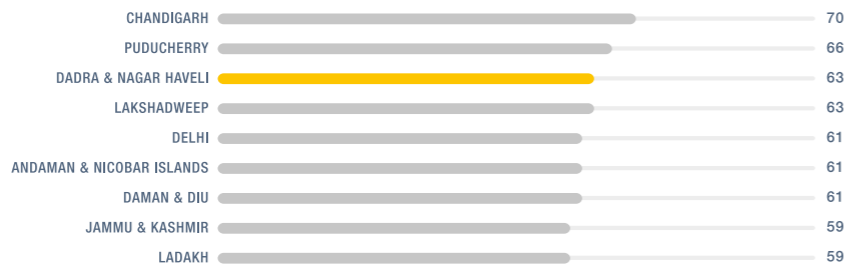 CHANDIGARH 70
PUDUCHERRY 66
DADRA & NAGAR HAVELI 63
LAKSHADWEEP 63
DELHI 61
ANDAMAN & NICOBAR ISLANDS 61
DAMAN & DIU 61
JAMMU & KASHMIR 59
LADAKH 59